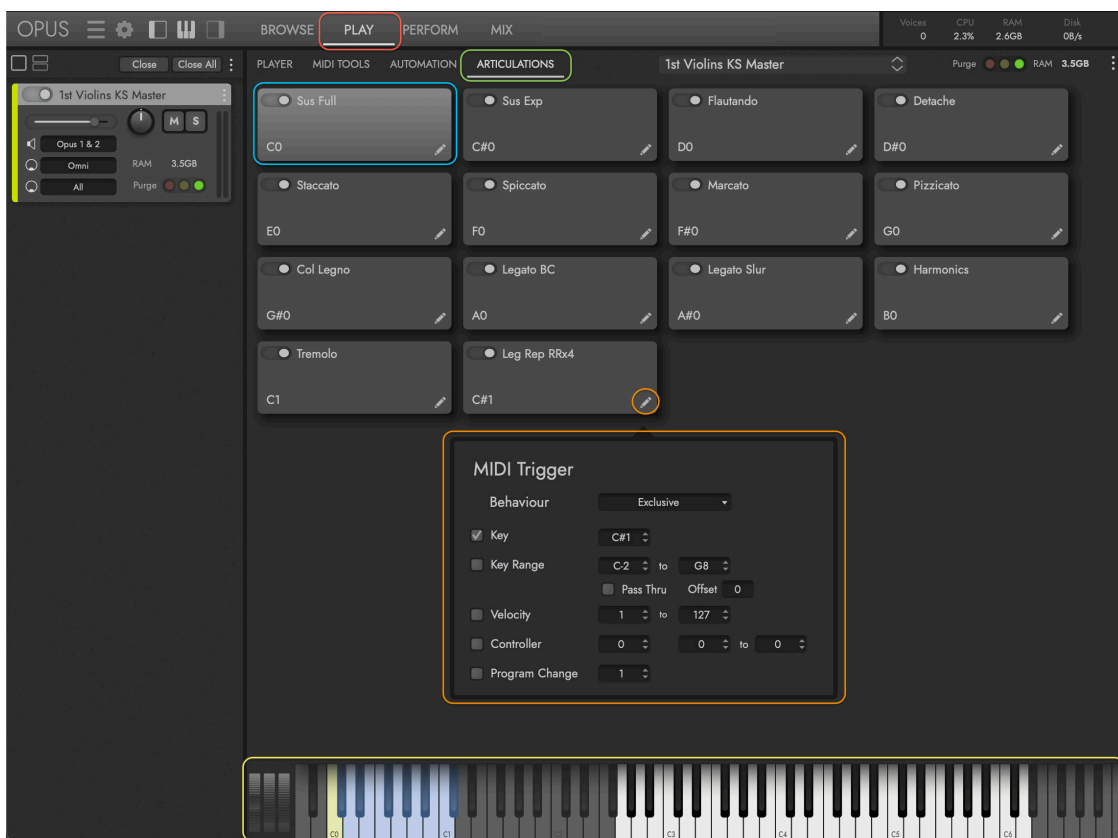 OPUS BROWSE PLAY PERFORM MIX Voices CPU RAM Disk
0 2.3% 2.6GB 0B/s
Close Close All PLAYER MIDI TOOLS AUTOMATION ARTICULATIONS 1st Violins KS Master Purge RAM 3.5GB
1st Violins KS Master
M S
Opus 1 & 2
Omni RAM 3.5GB
All Purge
Sus Full Sus Exp Flautando Detache
C0 C#0 D0 D#0
Staccato Spiccato Marcato Pizzicato
E0 F0 F#0 G0
Col Legno Legato BC Legato Slur Harmonics
G#0 A0 A#0 B0
Tremolo Leg Rep RRx4
C1 C#1
MIDI Trigger
Behaviour Exclusive
Key C#1
Key Range C-2 to G8
Pass Thru Offset 0
Velocity 1 to 127
Controller 0 0 to 0
Program Change 1
C0 C1 C2 C3 C4 C5 C6